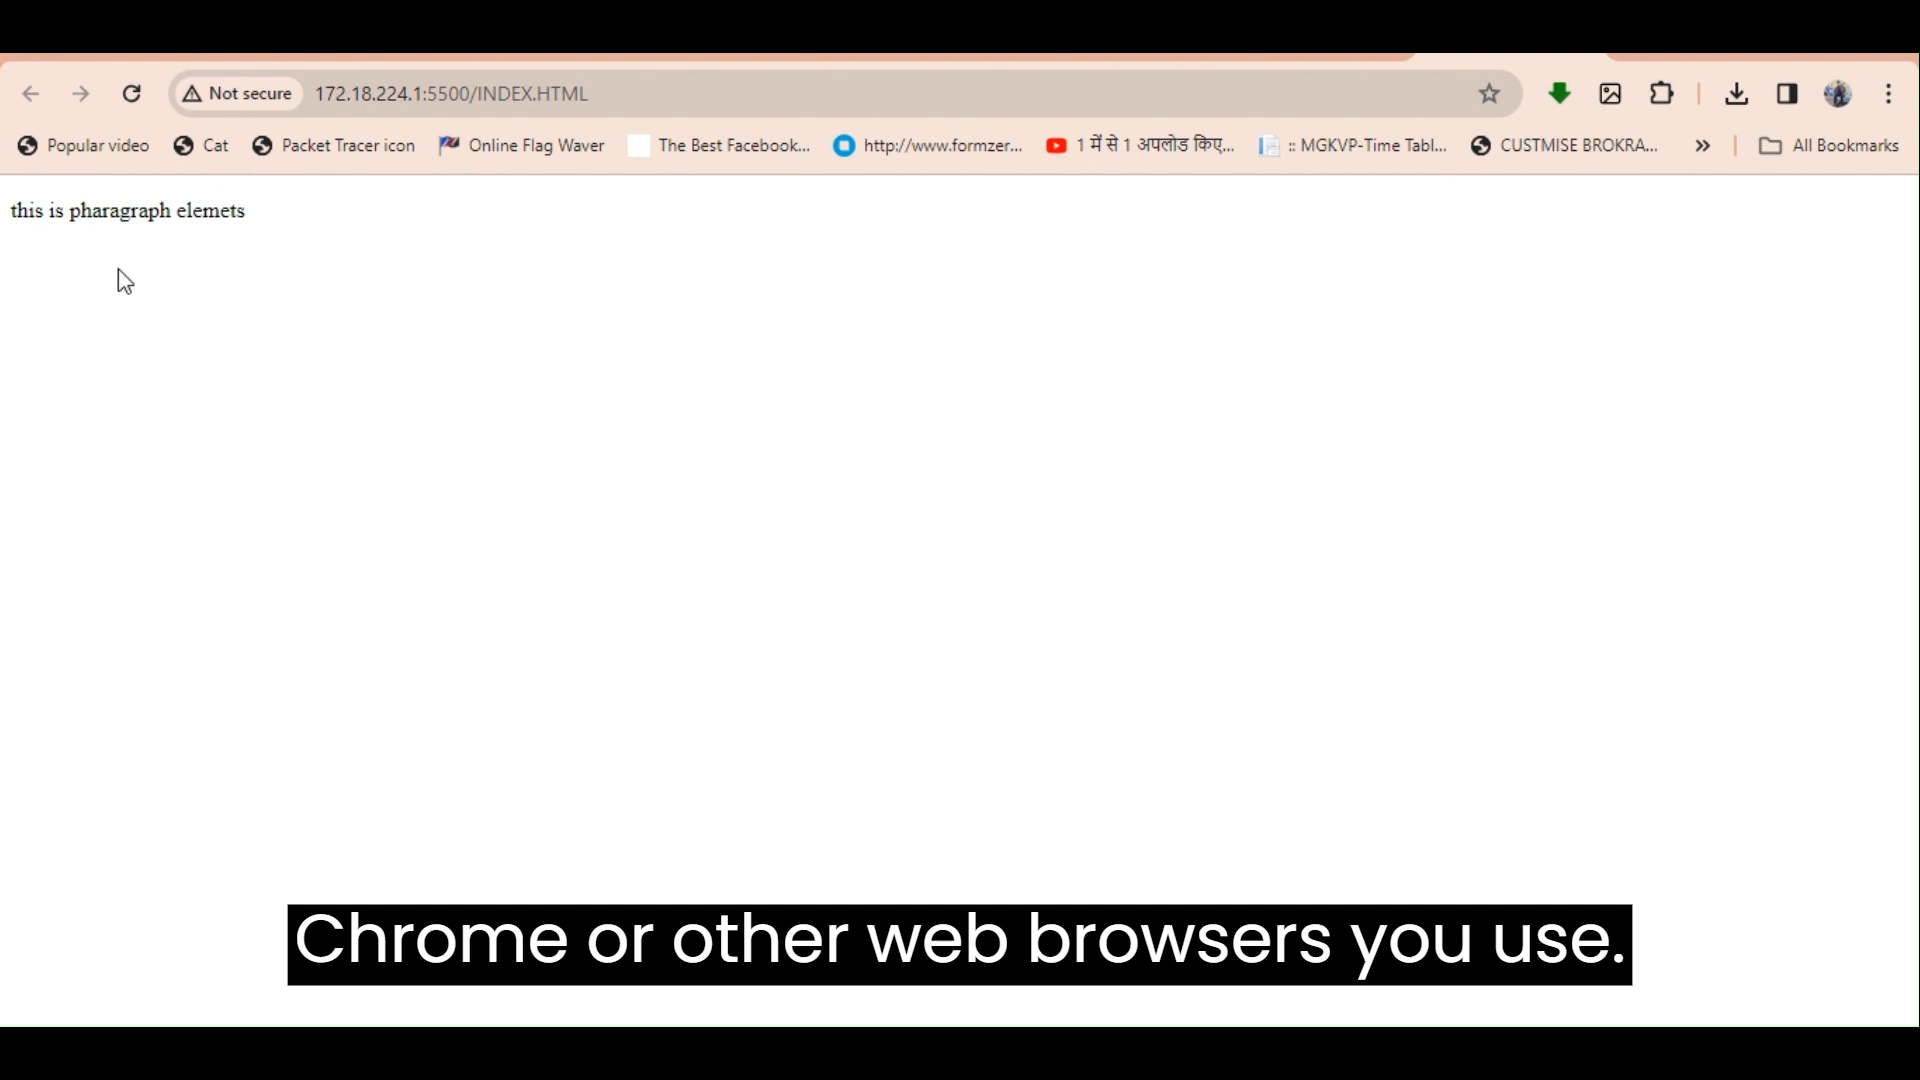 Not secure 172.18.224.1:5500/INDEX.HTML
Popular video Cat Packet Tracer icon Online Flag Waver The Best Facebook... http://www.formzer... 1 में से 1 अपलोड किए... :: MGKVP-Time Tabl... CUSTMISE BROKRA... » All Bookmarks
this is pharagraph elemets
Chrome or other web browsers you use.